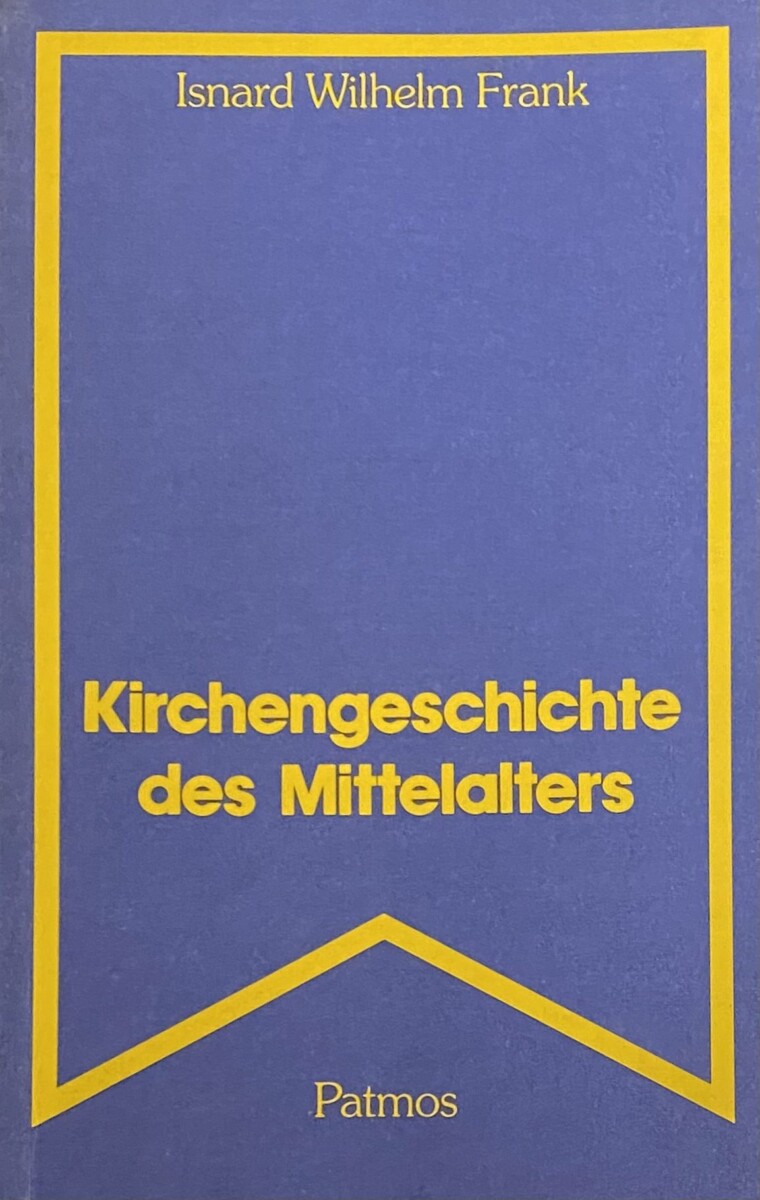 Isnard Wilhelm Frank
Kirchengeschichte
des Mittelalters
Patmos